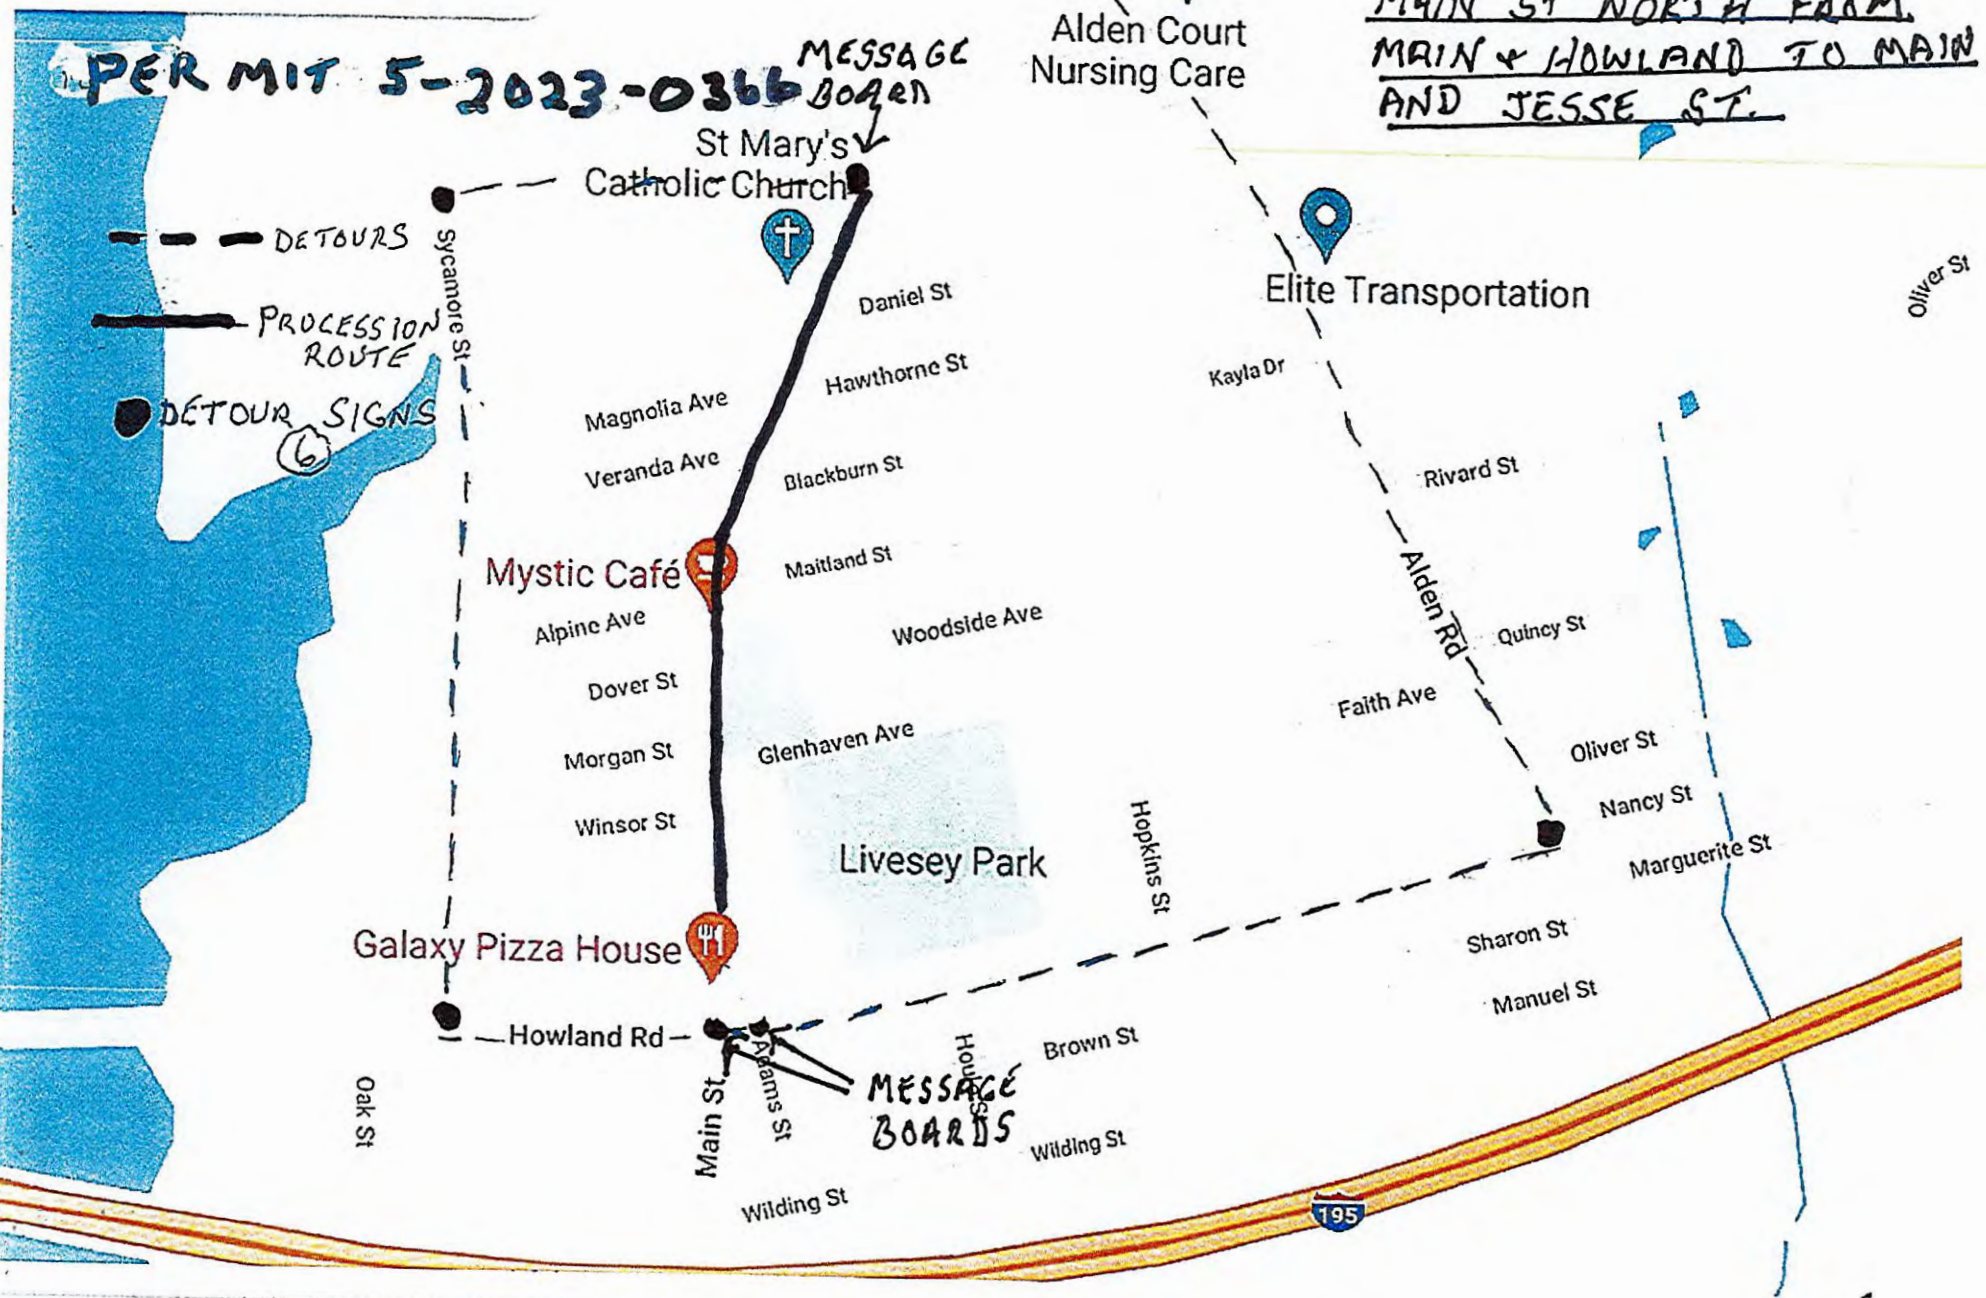 Alden Court
Nursing Care
MAIN ST NORTH FARM.
MAIN & HOWLAND TO MAIN
AND JESSE ST.
PERMIT 5-2023-0366
MESSAGE
BOARD
St Mary's
Catholic Church
DETOURS
PROCESSION
ROUTE
DETOUR SIGNS
6
Sycamore St
Daniel St
Hawthorne St
Magnolia Ave
Veranda Ave
Blackburn St
Elite Transportation
Oliver St
Kayla Dr
Rivard St
Mystic Café
Maitland St
Alpine Ave
Woodside Ave
Alden Rd
Quincy St
Dover St
Faith Ave
Morgan St
Glenhaven Ave
Oliver St
Winsor St
Nancy St
Hopkins St
Livesey Park
Marguerite St
Galaxy Pizza House
Sharon St
Manuel St
Howland Rd
Brown St
Oak St
Main St
Adams St
MESSAGE
BOARDS
Wilding St
Wilding St
195